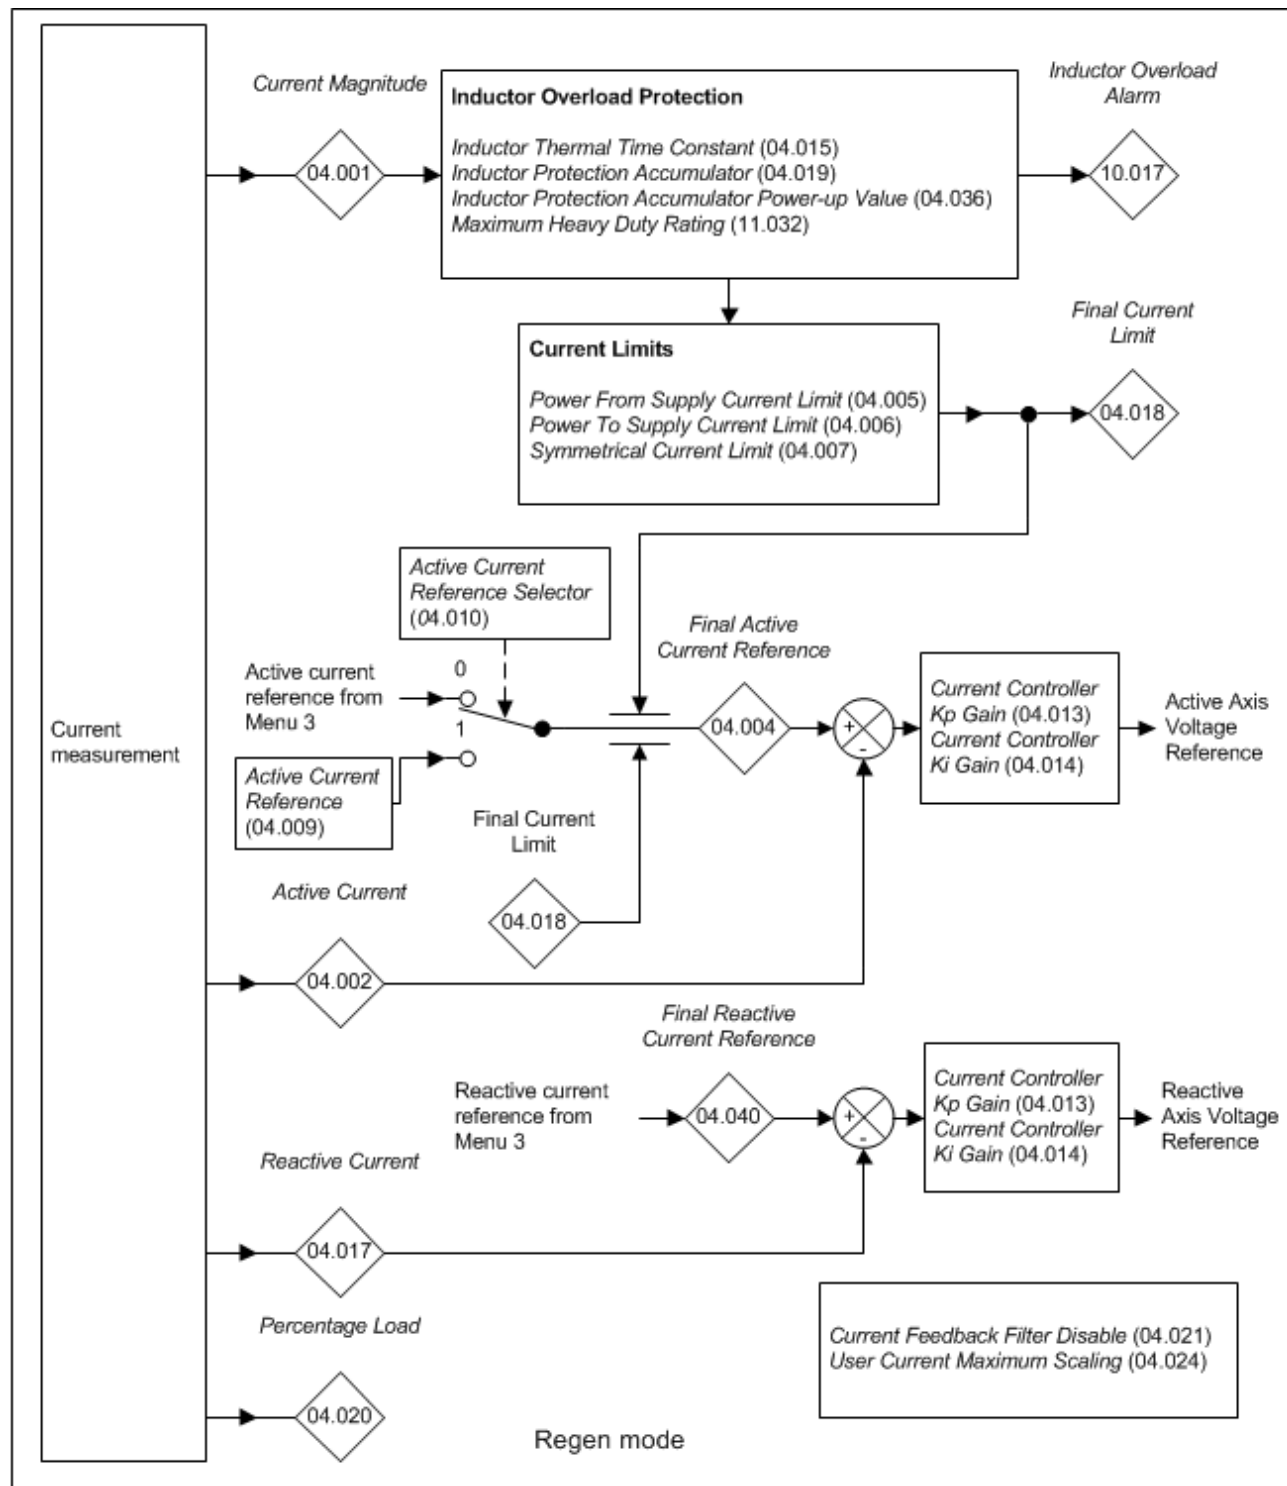 Current Magnitude
Inductor Overload
Alarm
Inductor Overload Protection
04.001
Inductor Thermal Time Constant (04.015)
Inductor Protection Accumulator (04.019)
Inductor Protection Accumulator Power-up Value (04.036)
Maximum Heavy Duty Rating (11.032)
10.017
Final Current
Limit
Current Limits
Power From Supply Current Limit (04.005)
Power To Supply Current Limit (04.006)
Symmetrical Current Limit (04.007)
04.018
Active Current
Reference Selector
(04.010)
Final Active
Current Reference
0
Active current
reference from
Menu 3
1
04.004
+
-
Current Controller
Kp Gain (04.013)
Current Controller
Ki Gain (04.014)
Active Axis
Voltage
Reference
Current
measurement
Active Current
Reference
(04.009)
Final Current
Limit
04.018
Active Current
04.002
Final Reactive
Current Reference
Reactive current
reference from
Menu 3
04.040
+
-
Current Controller
Kp Gain (04.013)
Current Controller
Ki Gain (04.014)
Reactive
Axis Voltage
Reference
Reactive Current
04.017
Percentage Load
04.020
Current Feedback Filter Disable (04.021)
User Current Maximum Scaling (04.024)
Regen mode